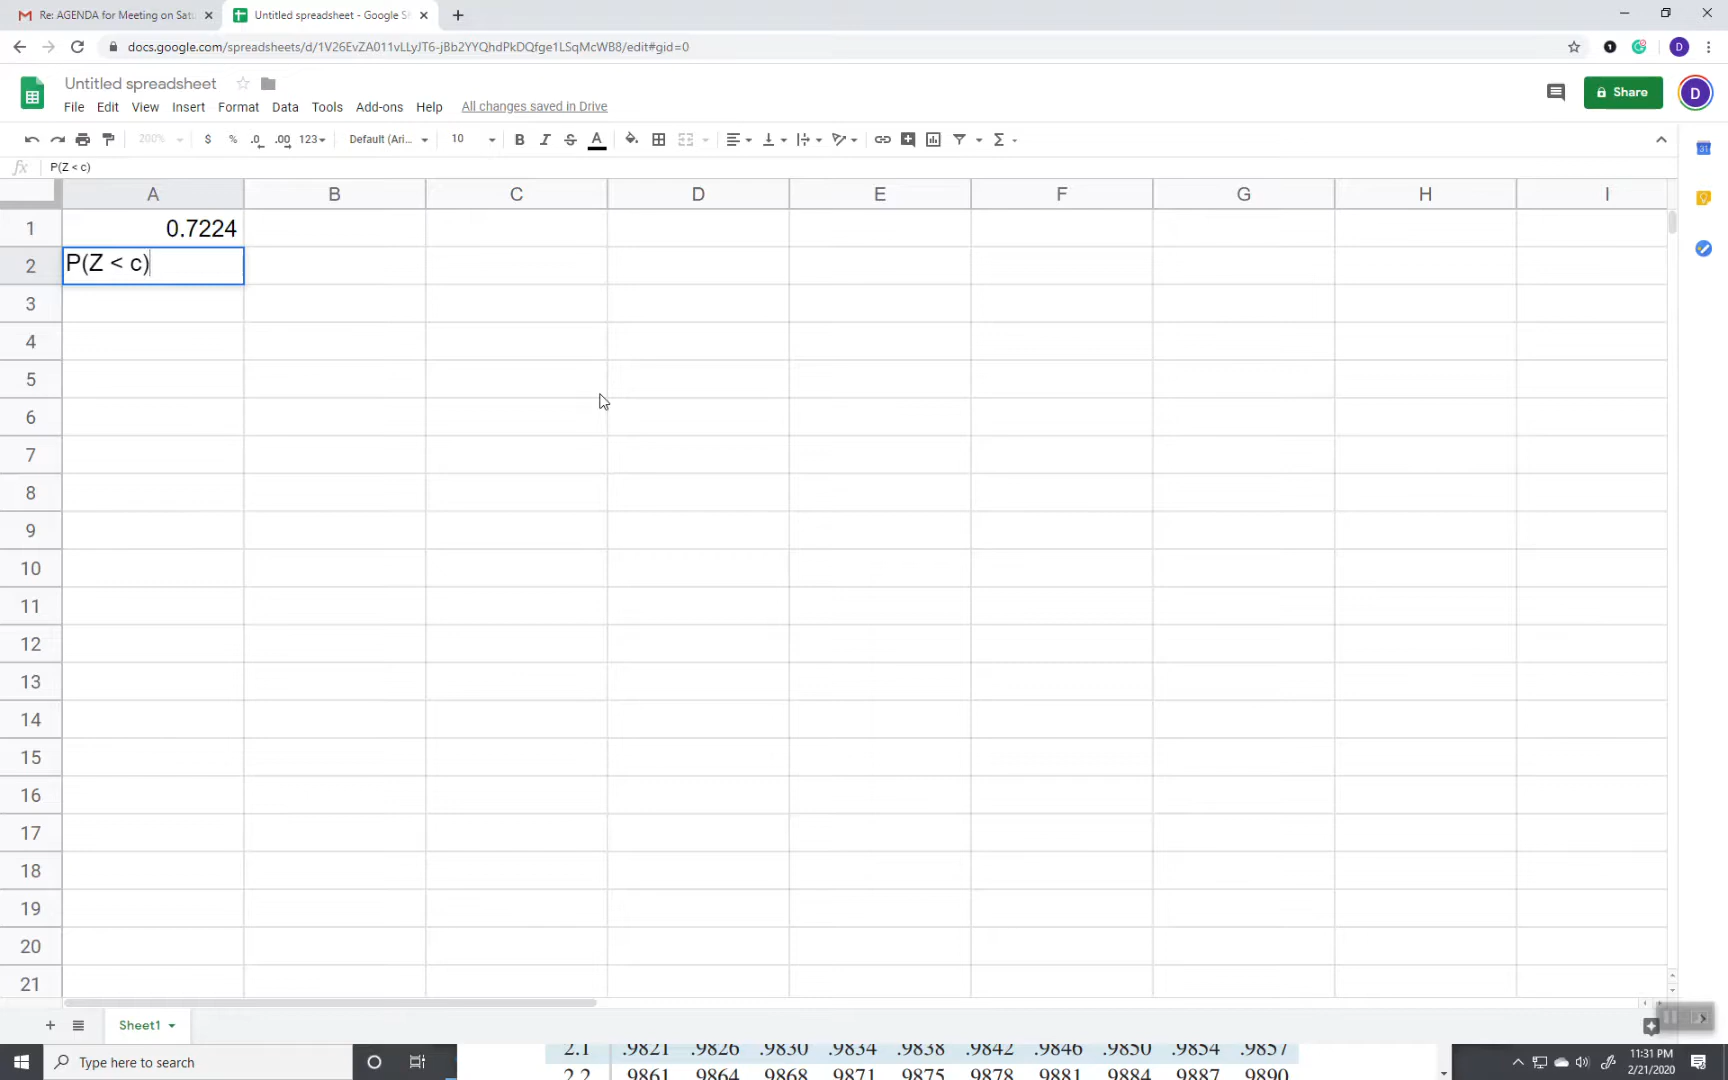 Re: AGENDA for Meeting on Satu
Untitled spreadsheet - Google S
docs.google.com/spreadsheets/d/1V26EvZA011vLLyJT6-jBb2YYQhdPkDQfge1LSqMcWB8/edit#gid=0
Untitled spreadsheet
File Edit View Insert Format Data Tools Add-ons Help All changes saved in Drive
Share
D
D
200% $ % .0 .00 123 Default (Ari... 10 B I S A
fx P(Z < c)
A B C D E F G H I
1 0.7224
2 P(Z < c)
3
4
5
6
7
8
9
10
11
12
13
14
15
16
17
18
19
20
21
Sheet1
Type here to search
2.1 .9821 .9826 .9830 .9834 .9838 .9842 .9846 .9850 .9854 .9857
2.2 .9861 .9864 .9868 .9871 .9875 .9878 .9881 .9884 .9887 .9890
11:31 PM
2/21/2020